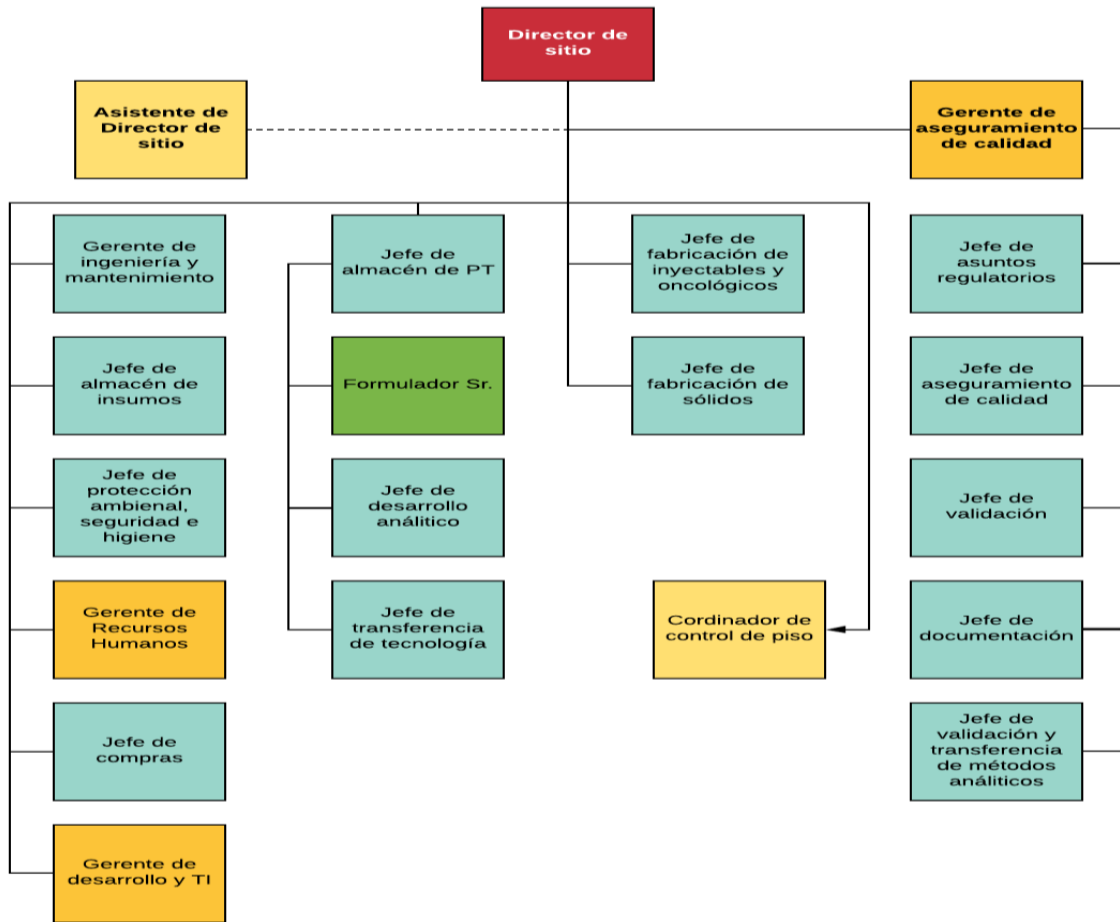 Director de
sitio
Asistente de
Director de
sitio
Gerente de
aseguramiento
de calidad
Gerente de
ingeniería y
mantenimiento
Jefe de
almacén de PT
Jefe de
fabricación de
inyectables y
oncológicos
Jefe de
asuntos
regulatorios
Jefe de
almacén de
insumos
Formulador Sr.
Jefe de
fabricación de
sólidos
Jefe de
aseguramiento
de calidad
Jefe de
protección
ambienal,
seguridad e
higiene
Jefe de
desarrollo
análitico
Jefe de
validación
Gerente de
Recursos
Humanos
Jefe de
transferencia
de tecnología
Cordinador de
control de piso
Jefe de
documentación
Jefe de
compras
Jefe de
validación y
transferencia
de métodos
análiticos
Gerente de
desarrollo y TI